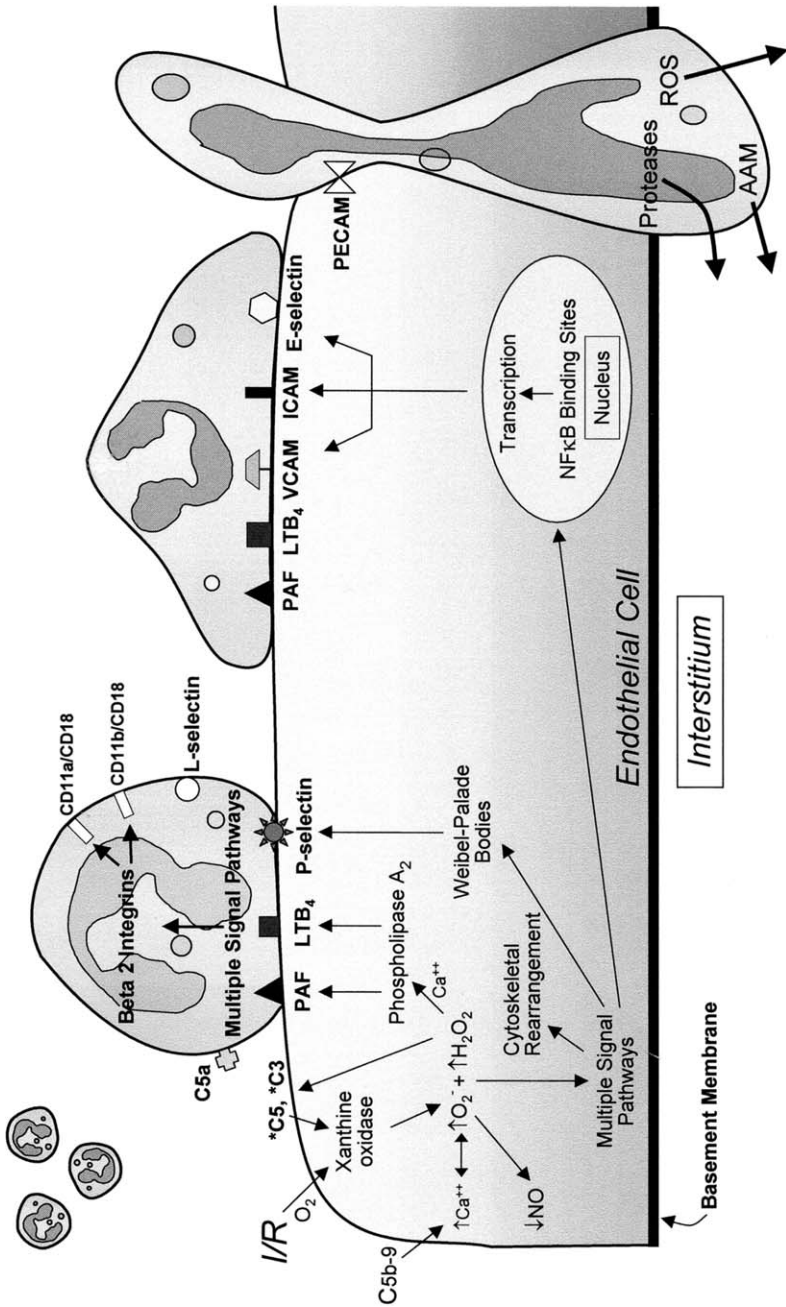 CD11a/CD18
CD11b/CD18
L-selectin
Beta 2 Integrins
Multiple Signal Pathways
C5a
PAF
LTB₄
P-selectin
PAF
LTB₄
VCAM
ICAM
E-selectin
PECAM
*C5, *C3
I/R
O₂
Xanthine
oxidase
Phospholipase A₂
Ca⁺⁺
Weibel-Palade
Bodies
C5b-9
↑Ca⁺⁺
↑O₂⁻ + ↑H₂O₂
↓NO
Cytoskeletal
Rearrangement
Multiple Signal
Pathways
Transcription
NFκB Binding Sites
Nucleus
Endothelial Cell
Proteases
ROS
AAM
Basement Membrane
Interstitium